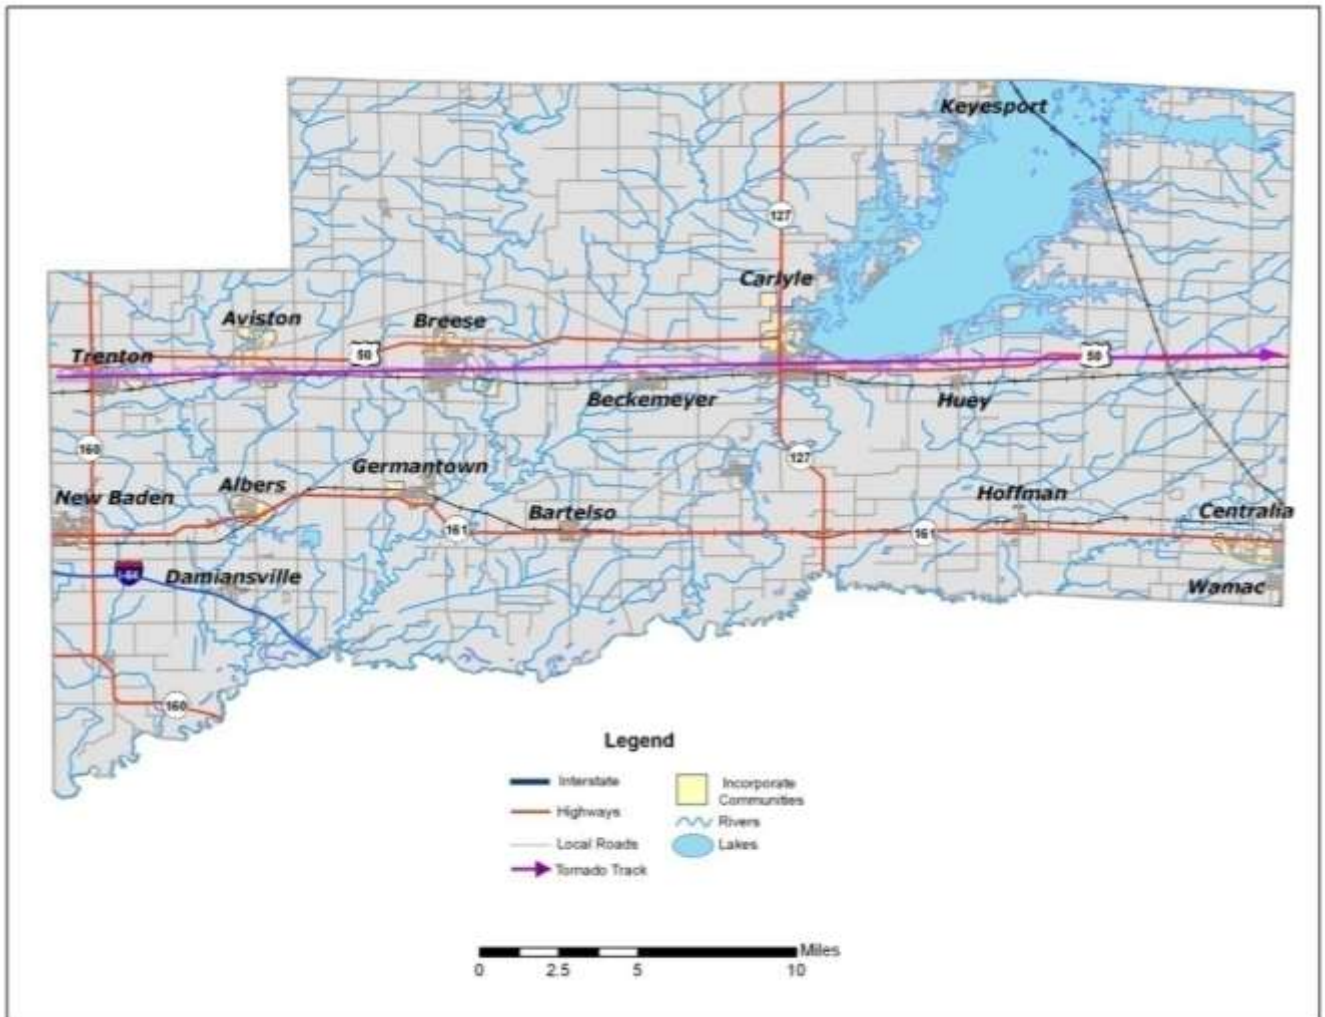 Keyesport
127
Carlyle
Aviston
Breese
50
50
Trenton
Beckemeyer
Huey
160
127
Germantown
Albers
New Baden
Hoffman
Bartelso
Centralia
161
161
Damiansville
Wamac
160
Legend
Interstate
Highways
Local Roads
Tornado Track
Incorporate
Communities
Rivers
Lakes
Miles
0 2.5 5 10